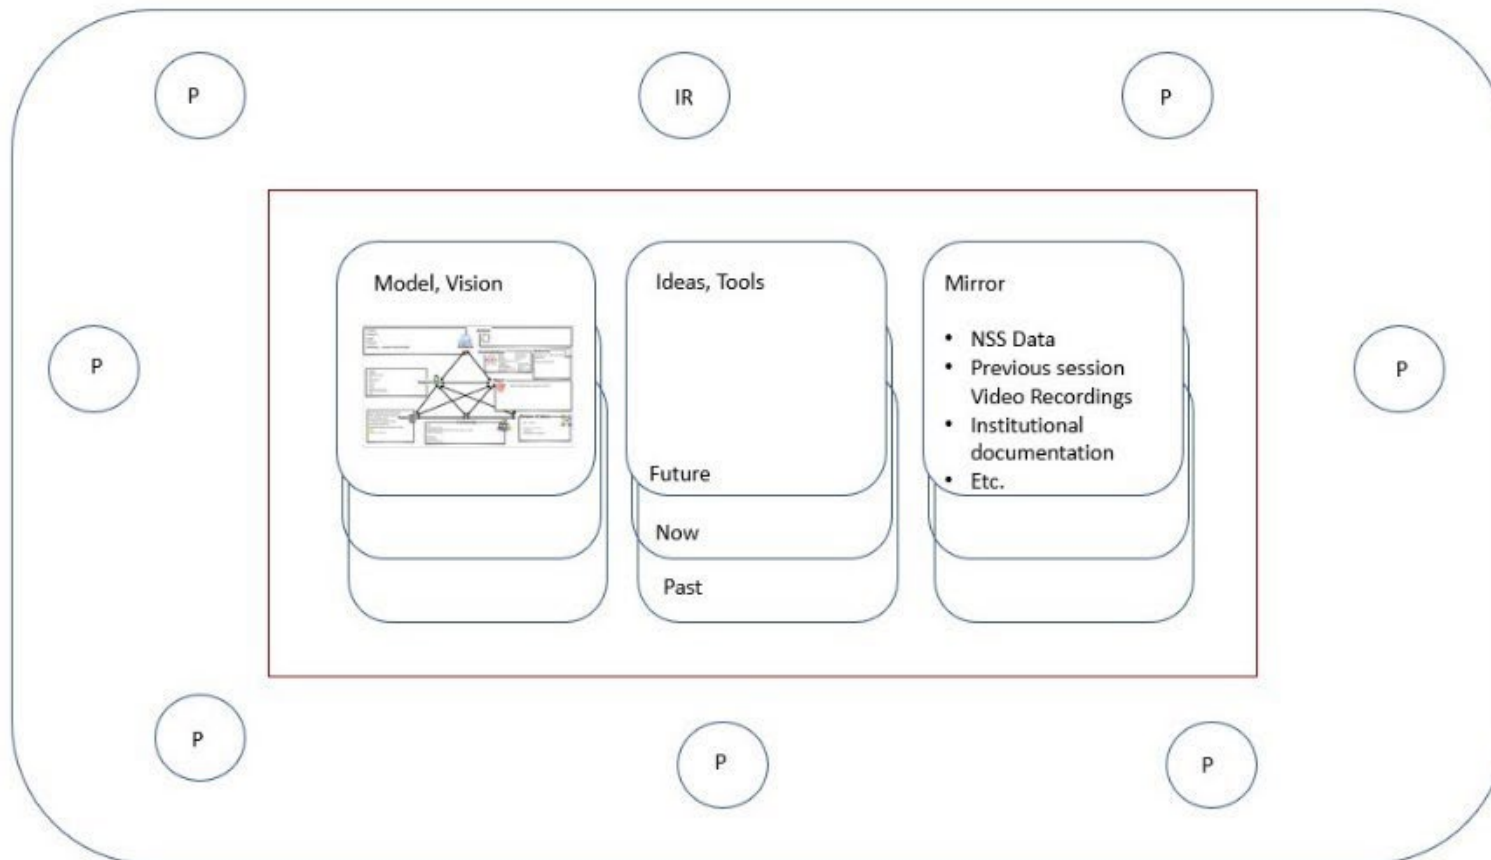 P
IR
P
Model, Vision
Ideas, Tools
Mirror
• NSS Data
• Previous session
Video Recordings
• Institutional
documentation
• Etc.
Future
Now
Past
P
P
P
P
P